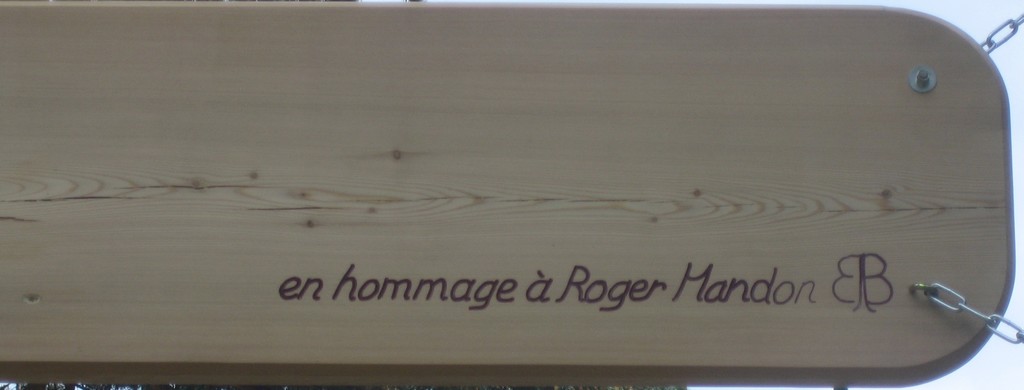 en hommage à Roger Mandon